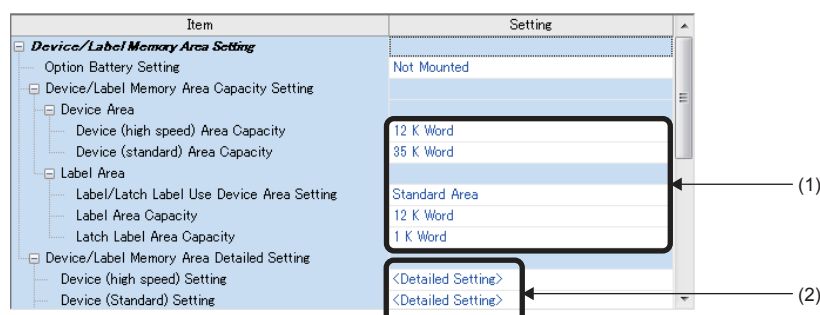 Item Setting
Device/Label Memory Area Setting
Option Battery Setting Not Mounted
Device/Label Memory Area Capacity Setting
Device Area
Device (high speed) Area Capacity 12 K Word
Device (standard) Area Capacity 35 K Word
Label Area
Label/Latch Label Use Device Area Setting Standard Area
(1)
Label Area Capacity 12 K Word
Latch Label Area Capacity 1 K Word
Device/Label Memory Area Detailed Setting
Device (high speed) Setting <Detailed Setting>
Device (Standard) Setting <Detailed Setting>
(2)